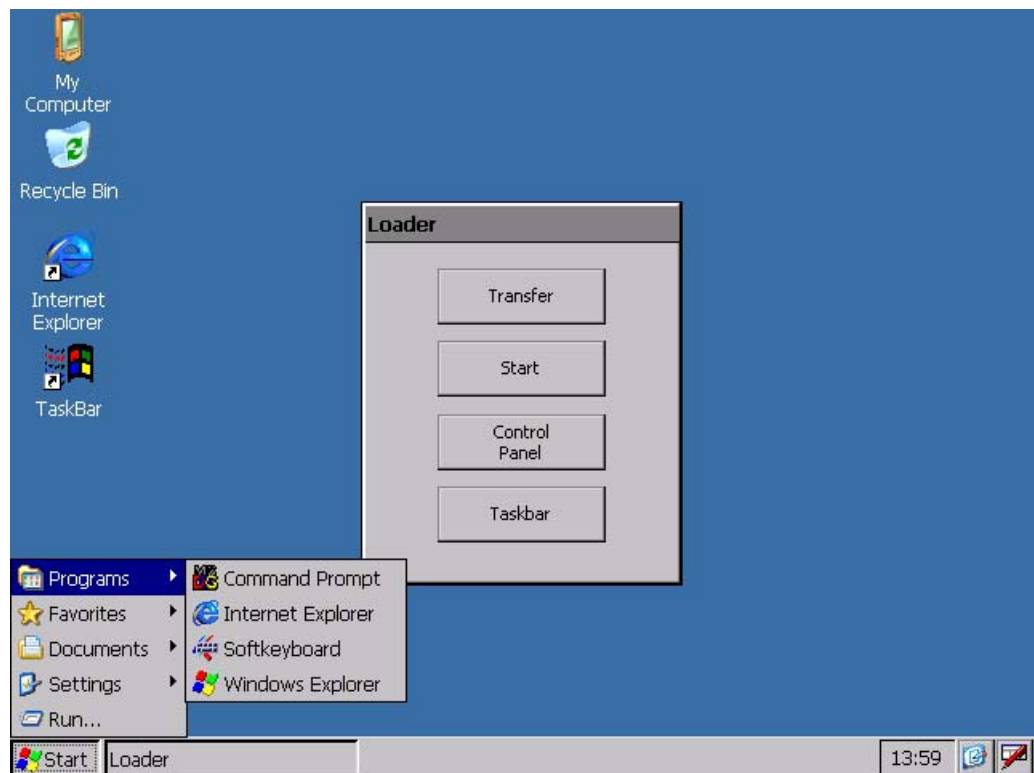 My
Computer
Recycle Bin
Internet
Explorer
TaskBar
Loader
Transfer
Start
Control
Panel
Taskbar
Programs
Favorites
Documents
Settings
Run...
Command Prompt
Internet Explorer
Softkeyboard
Windows Explorer
Start
Loader
13:59